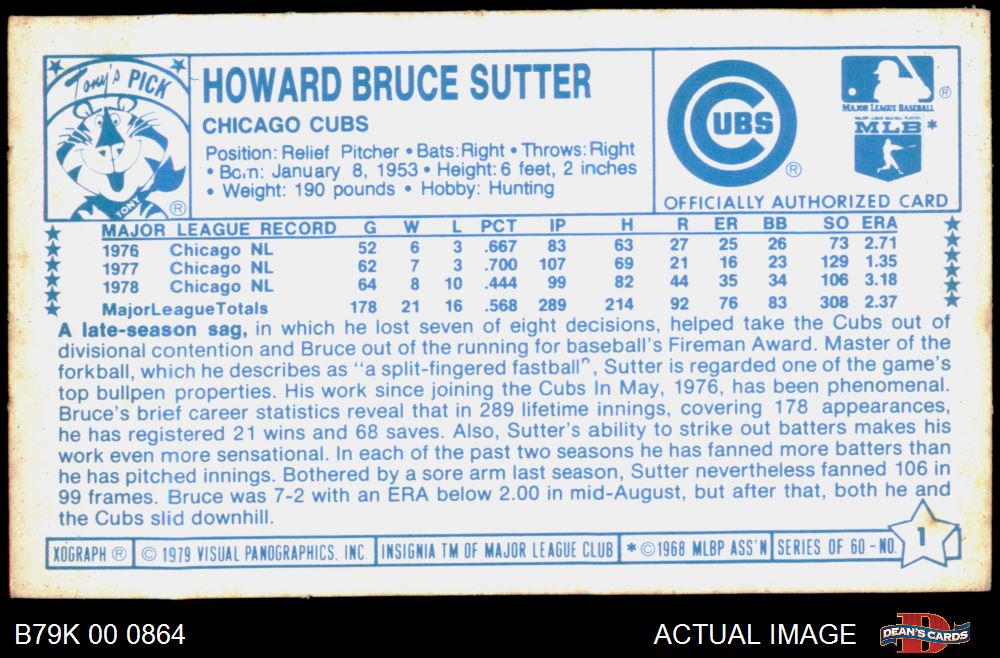 Tony's PICK
TONY
®
HOWARD BRUCE SUTTER
CHICAGO CUBS
Position: Relief Pitcher • Bats: Right • Throws: Right
• Born: January 8, 1953 • Height: 6 feet, 2 inches
• Weight: 190 pounds • Hobby: Hunting
CUBS ®
MAJOR LEAGUE BASEBALL ®
MAJOR LEAGUE BASEBALL PLAYERS
MLB *
OFFICIALLY AUTHORIZED CARD
MAJOR LEAGUE RECORD G W L PCT IP H R ER BB SO ERA
1976 Chicago NL 52 6 3 .667 83 63 27 25 26 73 2.71
1977 Chicago NL 62 7 3 .700 107 69 21 16 23 129 1.35
1978 Chicago NL 64 8 10 .444 99 82 44 35 34 106 3.18
MajorLeagueTotals 178 21 16 .568 289 214 92 76 83 308 2.37
A late-season sag, in which he lost seven of eight decisions, helped take the Cubs out of
divisional contention and Bruce out of the running for baseball's Fireman Award. Master of the
forkball, which he describes as "a split-fingered fastball", Sutter is regarded one of the game's
top bullpen properties. His work since joining the Cubs In May, 1976, has been phenomenal.
Bruce's brief career statistics reveal that in 289 lifetime innings, covering 178 appearances,
he has registered 21 wins and 68 saves. Also, Sutter's ability to strike out batters makes his
work even more sensational. In each of the past two seasons he has fanned more batters than
he has pitched innings. Bothered by a sore arm last season, Sutter nevertheless fanned 106 in
99 frames. Bruce was 7-2 with an ERA below 2.00 in mid-August, but after that, both he and
the Cubs slid downhill.
XOGRAPH ® © 1979 VISUAL PANOGRAPHICS, INC. INSIGNIA TM OF MAJOR LEAGUE CLUB * ©1968 MLBP ASS'N SERIES OF 60 - NO. 1
B79K 00 0864
ACTUAL IMAGE
D DEAN'S CARDS